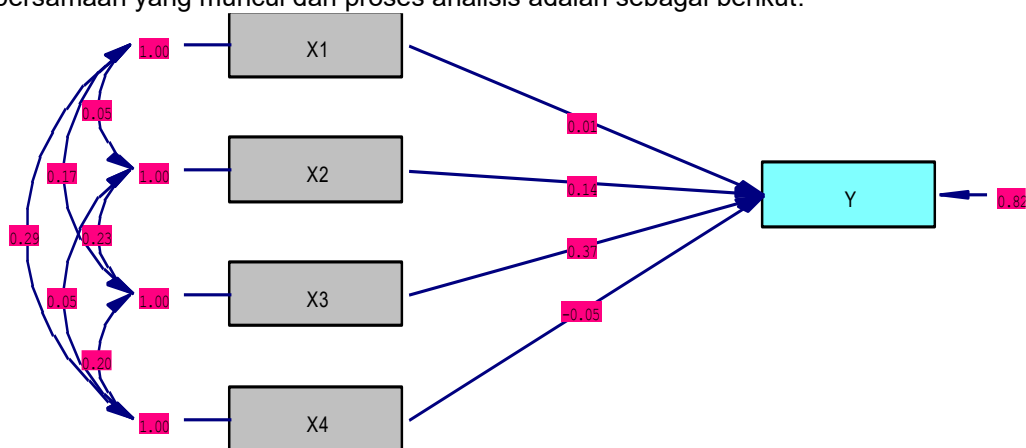 persamaan yang muncul dari proses analisis adalah sebagai berikut:
1.00
X1
0.05
0.01
1.00
X2
0.17
0.14
Y
0.82
0.29
0.23
0.37
0.05
1.00
X3
-0.05
0.20
1.00
X4